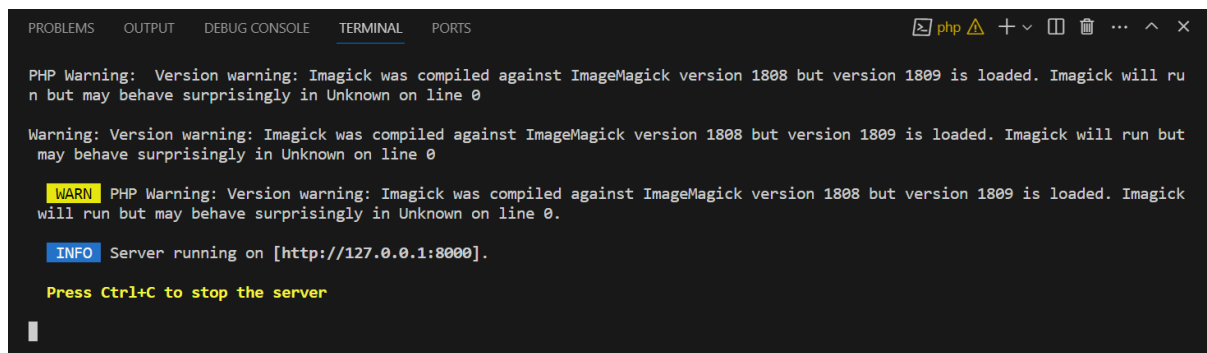 PROBLEMS OUTPUT DEBUG CONSOLE TERMINAL PORTS php
PHP Warning:  Version warning: Imagick was compiled against ImageMagick version 1808 but version 1809 is loaded. Imagick will ru
n but may behave surprisingly in Unknown on line 0
Warning: Version warning: Imagick was compiled against ImageMagick version 1808 but version 1809 is loaded. Imagick will run but
may behave surprisingly in Unknown on line 0
WARN PHP Warning: Version warning: Imagick was compiled against ImageMagick version 1808 but version 1809 is loaded. Imagick
will run but may behave surprisingly in Unknown on line 0.
INFO Server running on [http://127.0.0.1:8000].
Press Ctrl+C to stop the server